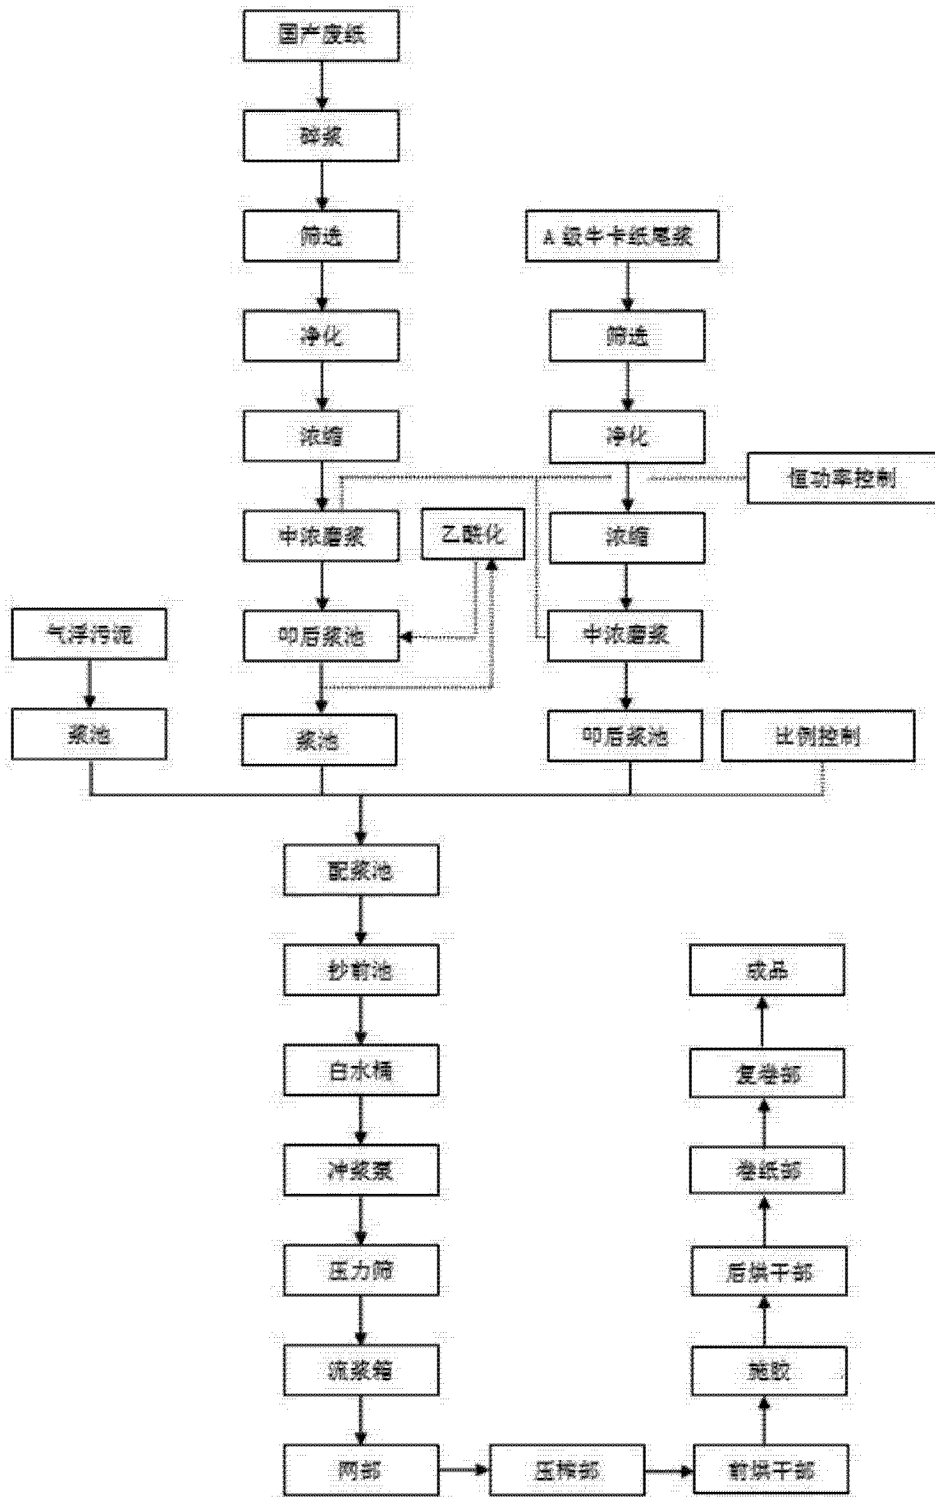 国产废纸
碎浆
筛选
A级牛卡纸尾浆
净化
筛选
浓缩
净化
恒功率控制
中浓磨浆
乙酰化
浓缩
气浮污泥
叩后浆池
中浓磨浆
浆池
浆池
叩后浆池
比例控制
配浆池
抄前池
成品
白水桶
复卷部
冲浆泵
卷纸部
压力筛
后烘干部
流浆箱
施胶
网部
压榨部
前烘干部